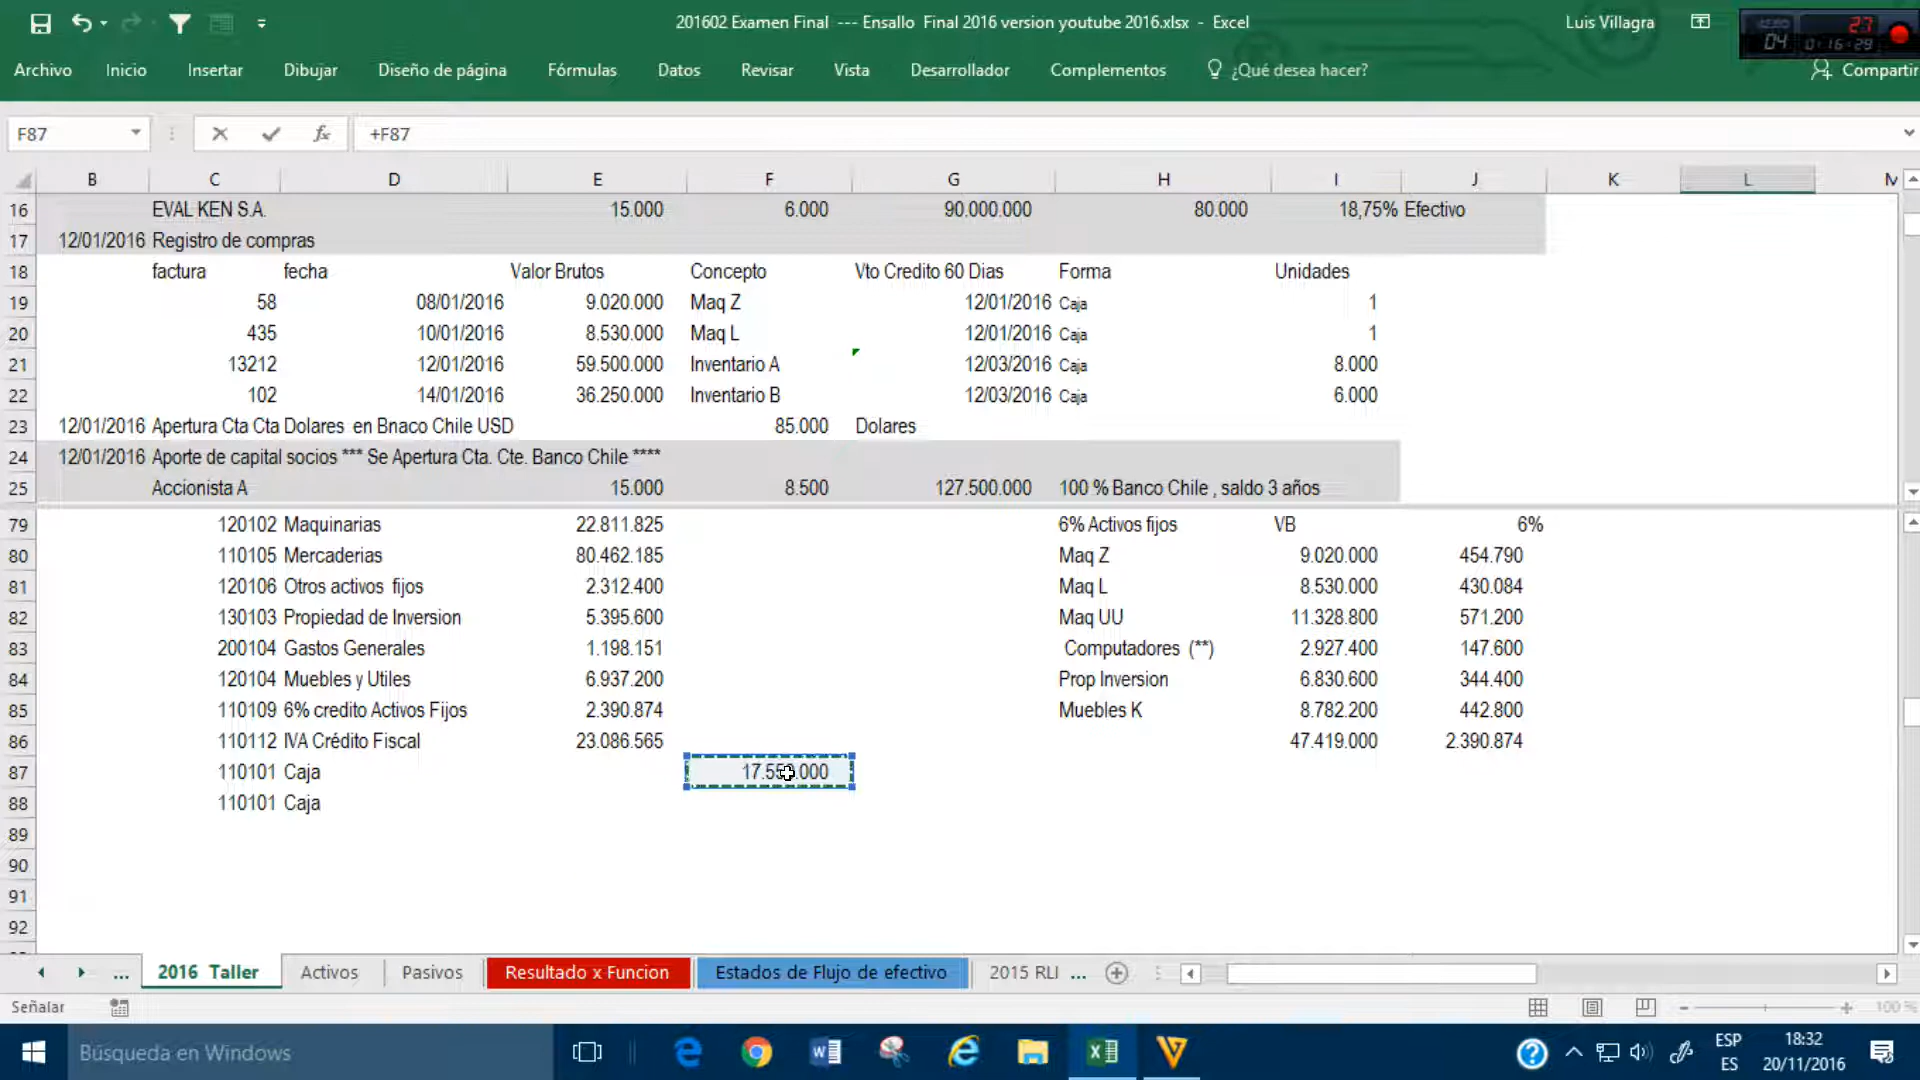 201602 Examen Final --- Ensallo Final 2016 version youtube 2016.xlsx - Excel
Luis Villagra
27
04 0:16:29
Archivo Inicio Insertar Dibujar Diseño de página Fórmulas Datos Revisar Vista Desarrollador Complementos ¿Qué desea hacer? Compartir
F87 fx +F87
B C D E F G H I J K L M
16 EVAL KEN S.A. 15.000 6.000 90.000.000 80.000 18,75% Efectivo
17 12/01/2016 Registro de compras
18 factura fecha Valor Brutos Concepto Vto Credito 60 Dias Forma Unidades
19 58 08/01/2016 9.020.000 Maq Z 12/01/2016 Caja 1
20 435 10/01/2016 8.530.000 Maq L 12/01/2016 Caja 1
21 13212 12/01/2016 59.500.000 Inventario A 12/03/2016 Caja 8.000
22 102 14/01/2016 36.250.000 Inventario B 12/03/2016 Caja 6.000
23 12/01/2016 Apertura Cta Cta Dolares en Bnaco Chile USD 85.000 Dolares
24 12/01/2016 Aporte de capital socios *** Se Apertura Cta. Cte. Banco Chile ****
25 Accionista A 15.000 8.500 127.500.000 100 % Banco Chile , saldo 3 años
79 120102 Maquinarias 22.811.825 6% Activos fijos VB 6%
80 110105 Mercaderias 80.462.185 Maq Z 9.020.000 454.790
81 120106 Otros activos fijos 2.312.400 Maq L 8.530.000 430.084
82 130103 Propiedad de Inversion 5.395.600 Maq UU 11.328.800 571.200
83 200104 Gastos Generales 1.198.151 Computadores (**) 2.927.400 147.600
84 120104 Muebles y Utiles 6.937.200 Prop Inversion 6.830.600 344.400
85 110109 6% credito Activos Fijos 2.390.874 Muebles K 8.782.200 442.800
86 110112 IVA Crédito Fiscal 23.086.565 47.419.000 2.390.874
87 110101 Caja
88 110101 Caja
89
90
91
92
... 2016 Taller Activos Pasivos Resultado x Funcion Estados de Flujo de efectivo 2015 RLI ...
Señalar 100 %
Búsqueda en Windows
ESP 18:32
ES 20/11/2016